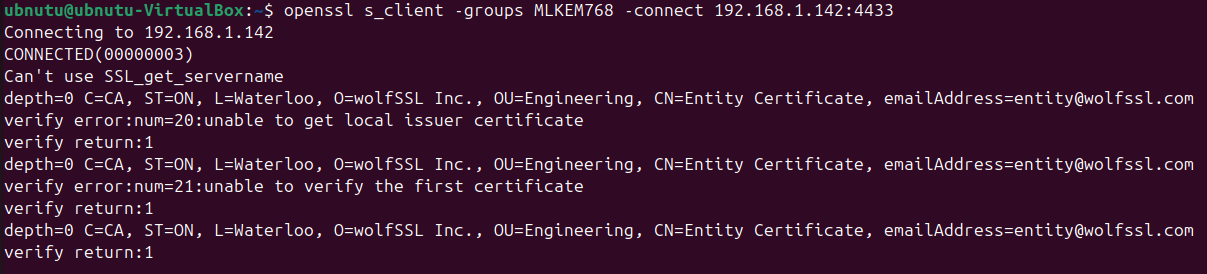 ubnutu@ubnutu-VirtualBox:~$ openssl s_client -groups MLKEM768 -connect 192.168.1.142:4433
Connecting to 192.168.1.142
CONNECTED(00000003)
Can't use SSL_get_servername
depth=0 C=CA, ST=ON, L=Waterloo, O=wolfSSL Inc., OU=Engineering, CN=Entity Certificate, emailAddress=entity@wolfssl.com
verify error:num=20:unable to get local issuer certificate
verify return:1
depth=0 C=CA, ST=ON, L=Waterloo, O=wolfSSL Inc., OU=Engineering, CN=Entity Certificate, emailAddress=entity@wolfssl.com
verify error:num=21:unable to verify the first certificate
verify return:1
depth=0 C=CA, ST=ON, L=Waterloo, O=wolfSSL Inc., OU=Engineering, CN=Entity Certificate, emailAddress=entity@wolfssl.com
verify return:1